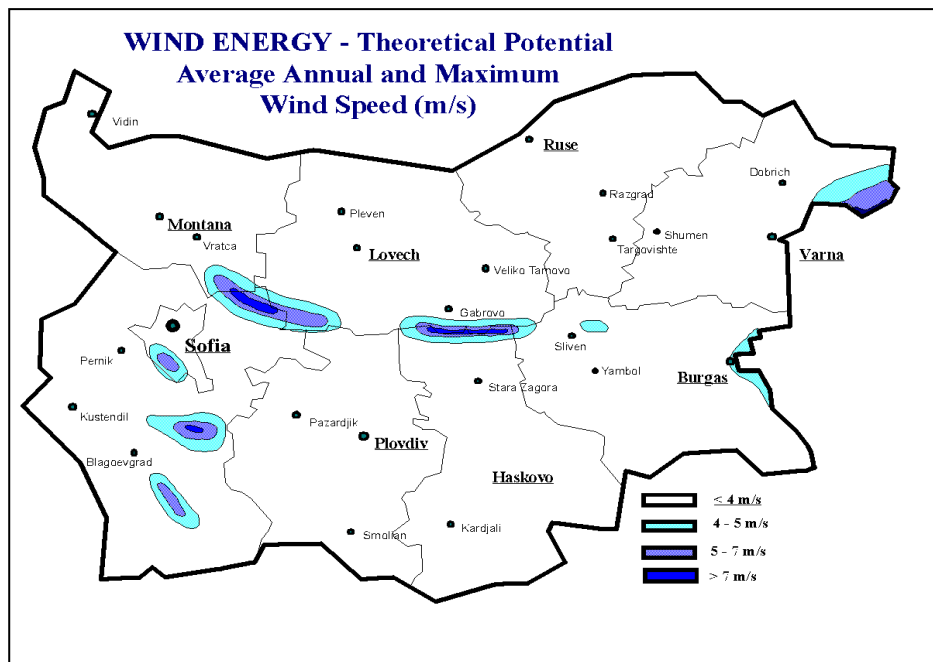 WIND ENERGY - Theoretical Potential
Average Annual and Maximum
Wind Speed (m/s)
Vidin
Ruse
Dobrich
Razgrad
Montana
Pleven
Vratca
Lovech
Shumen
Targovishte
Varna
Veliko Tarnovo
Gabrovo
Sofia
Sliven
Pernik
Yambol
Burgas
Stara Zagora
Kustendil
Pazardjik
Plovdiv
Blagoevgrad
Haskovo
Smolian
Kardjali
< 4 m/s
4 - 5 m/s
5 - 7 m/s
> 7 m/s